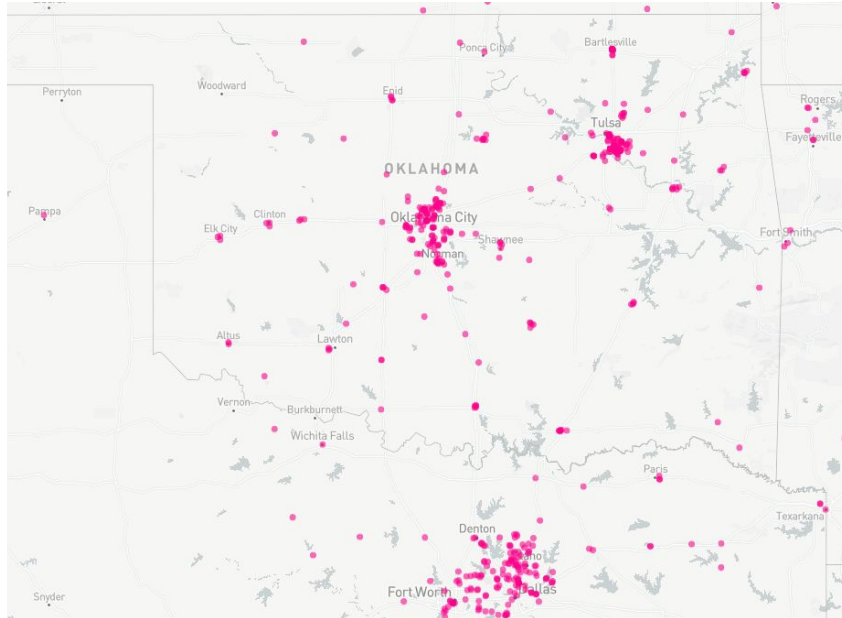 Ponca City
Bartlesville
Woodward
Perryton
Enid
Rogers
Tulsa
Fayetteville
OKLAHOMA
Pampa
Clinton
Oklahoma City
Elk City
Shawnee
Fort Smith
Norman
Altus
Lawton
Vernon
Burkburnett
Wichita Falls
Paris
Texarkana
Denton
Fort Worth
Dallas
Snyder